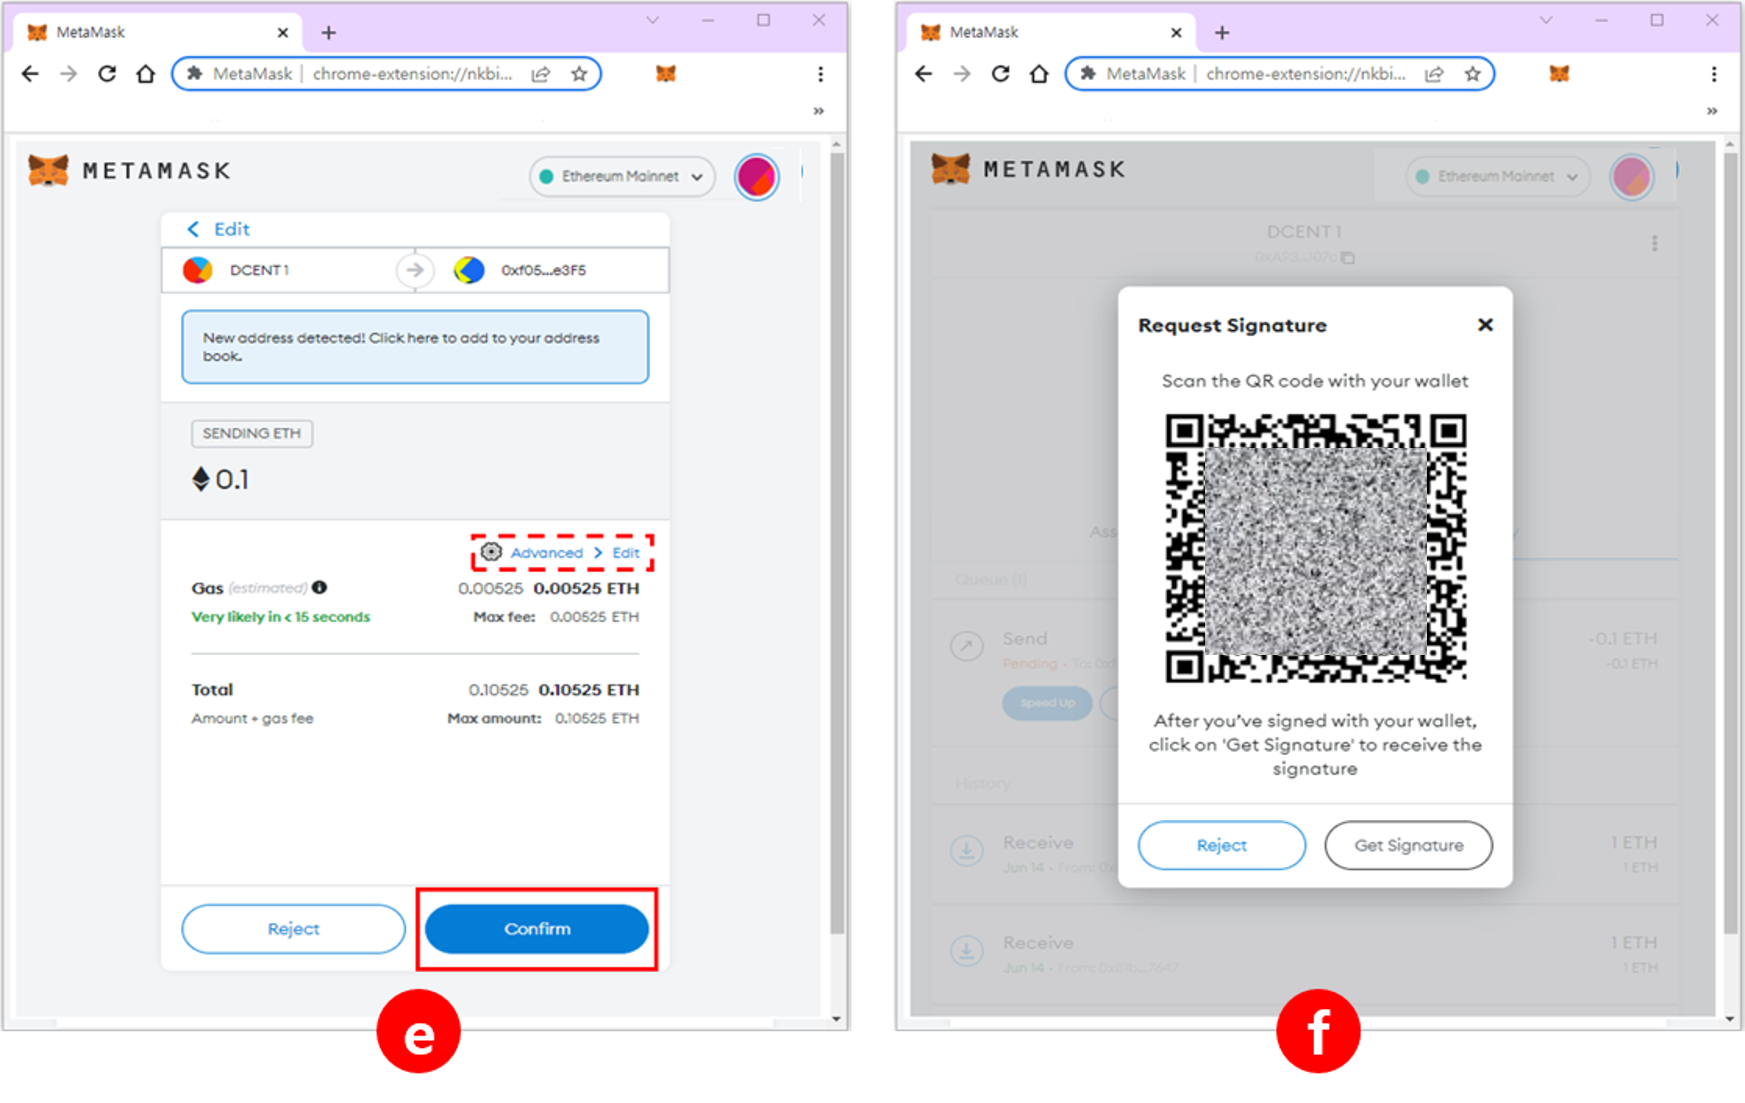 MetaMask
MetaMask | chrome-extension://nkbi...
»
METAMASK
Ethereum Mainnet
Edit
DCENT 1
0xf05...e3F5
New address detected! Click here to add to your address
book.
SENDING ETH
0.1
Advanced > Edit
Gas (estimated) 0.00525 0.00525 ETH
Very likely in < 15 seconds Max fee: 0.00525 ETH
Total 0.10525 0.10525 ETH
Amount + gas fee Max amount: 0.10525 ETH
Reject
Confirm
e
MetaMask
MetaMask | chrome-extension://nkbi...
»
METAMASK
Ethereum Mainnet
DCENT 1
Request Signature
Scan the QR code with your wallet
After you've signed with your wallet,
click on 'Get Signature' to receive the
signature
Reject
Get Signature
Queue (1)
Send -0.1 ETH
Pending • To: -0.1 ETH
Speed Up
History
Receive 1 ETH
Jun 14 • From: 1 ETH
Receive 1 ETH
Jun 14 • From: 1 ETH
f